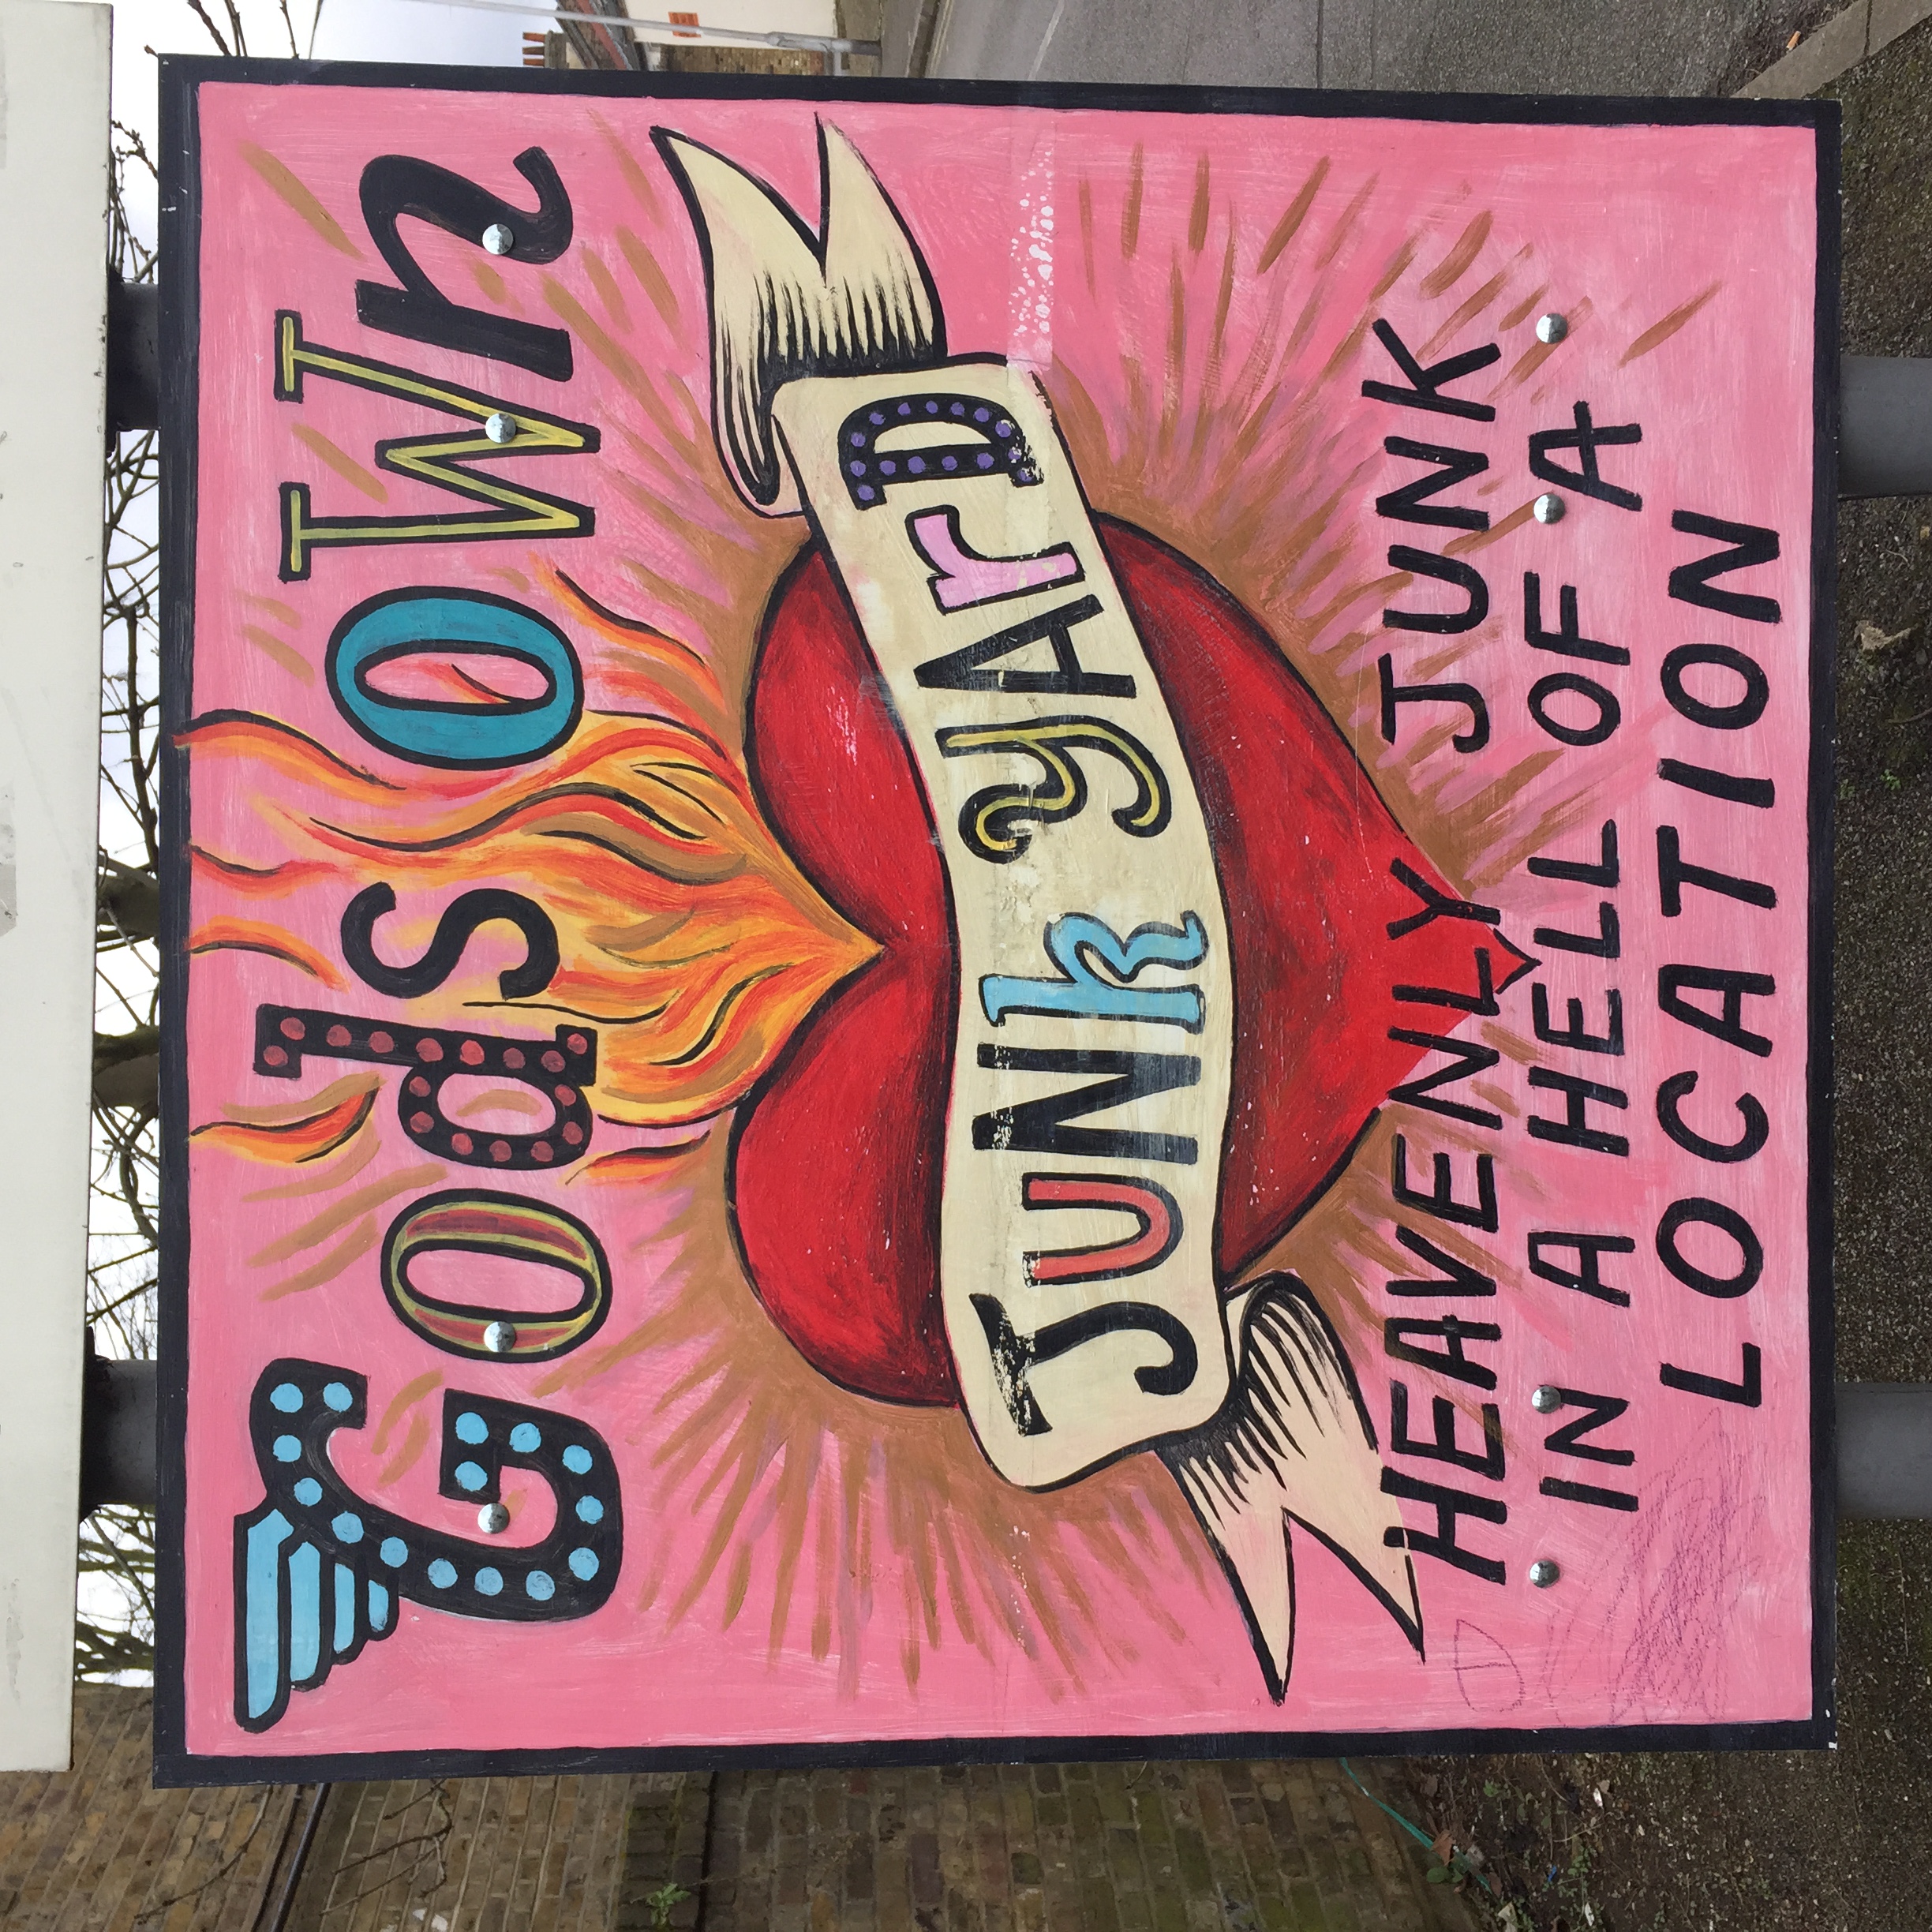 Gods OWn
JUNk yArD
HEAVENLY JUNK
IN A HELL OF A
LOCATION